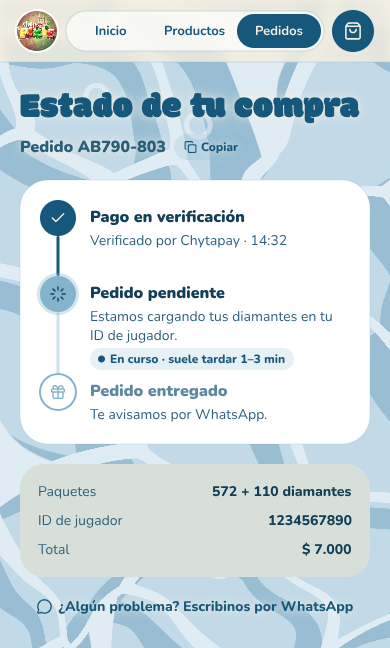 Inicio
Productos
Pedidos
Estado de tu compra
Pedido AB790-803
Copiar
Pago en verificación
Verificado por Chytapay · 14:32
Pedido pendiente
Estamos cargando tus diamantes en tu
ID de jugador.
En curso · suele tardar 1–3 min
Pedido entregado
Te avisamos por WhatsApp.
Paquetes
572 + 110 diamantes
ID de jugador
1234567890
Total
$ 7.000
¿Algún problema? Escribinos por WhatsApp